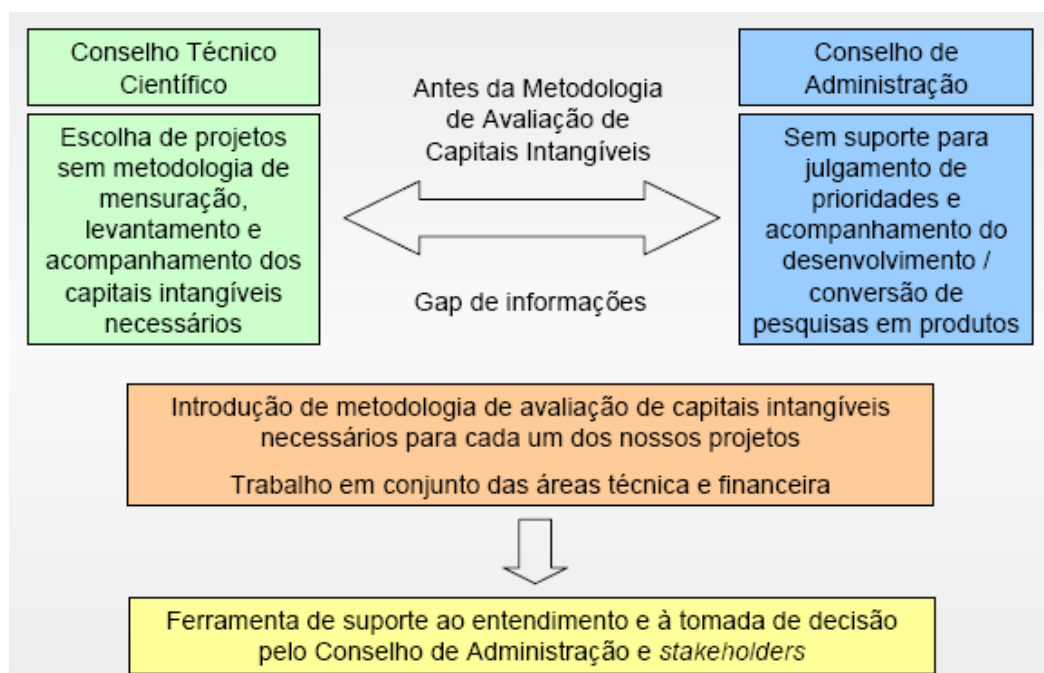 Conselho Técnico
Científico
Escolha de projetos
sem metodologia de
mensuração,
levantamento e
acompanhamento dos
capitais intangíveis
necessários
Antes da Metodologia
de Avaliação de
Capitais Intangíveis
Gap de informações
Conselho de
Administração
Sem suporte para
julgamento de
prioridades e
acompanhamento do
desenvolvimento /
conversão de
pesquisas em produtos
Introdução de metodologia de avaliação de capitais intangíveis
necessários para cada um dos nossos projetos
Trabalho em conjunto das áreas técnica e financeira
Ferramenta de suporte ao entendimento e à tomada de decisão
pelo Conselho de Administração e stakeholders